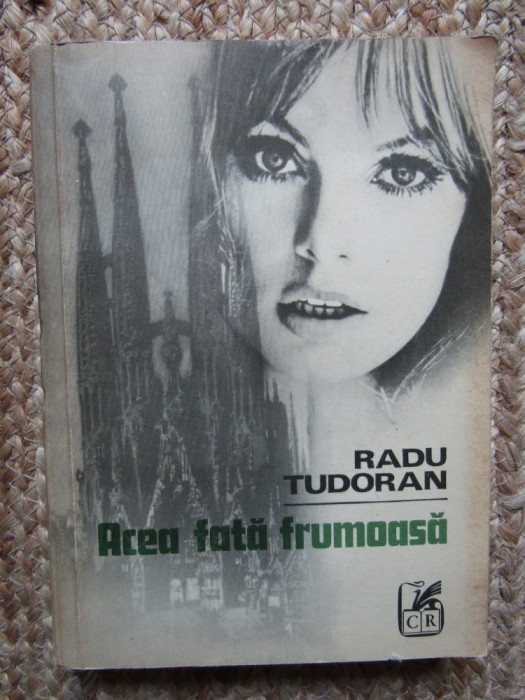 RADU
TUDORAN
Acea fată frumoasă
CR